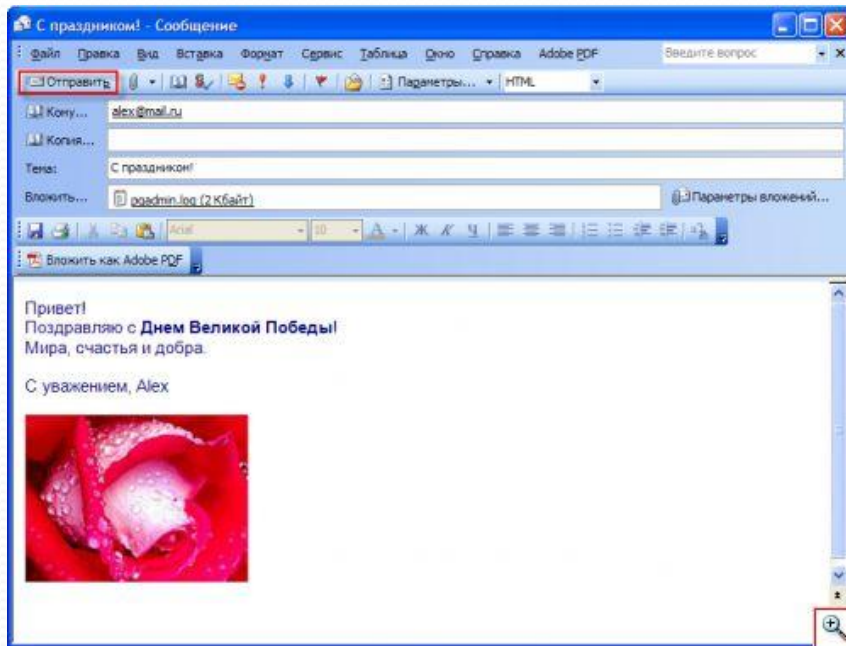 С праздником! - Сообщение
Файл Правка Вид Вставка Формат Сервис Таблица Окно Справка Adobe PDF Введите вопрос
Отправить Параметры... HTML
Кому... alex@mail.ru
Копия...
Тема: С праздником!
Вложить... pgadmin.log (2 Кбайт) Параметры вложений...
Arial 10 А Ж К Ч
Вложить как Adobe PDF
Привет!
Поздравляю с Днем Великой Победы!
Мира, счастья и добра.
С уважением, Alex